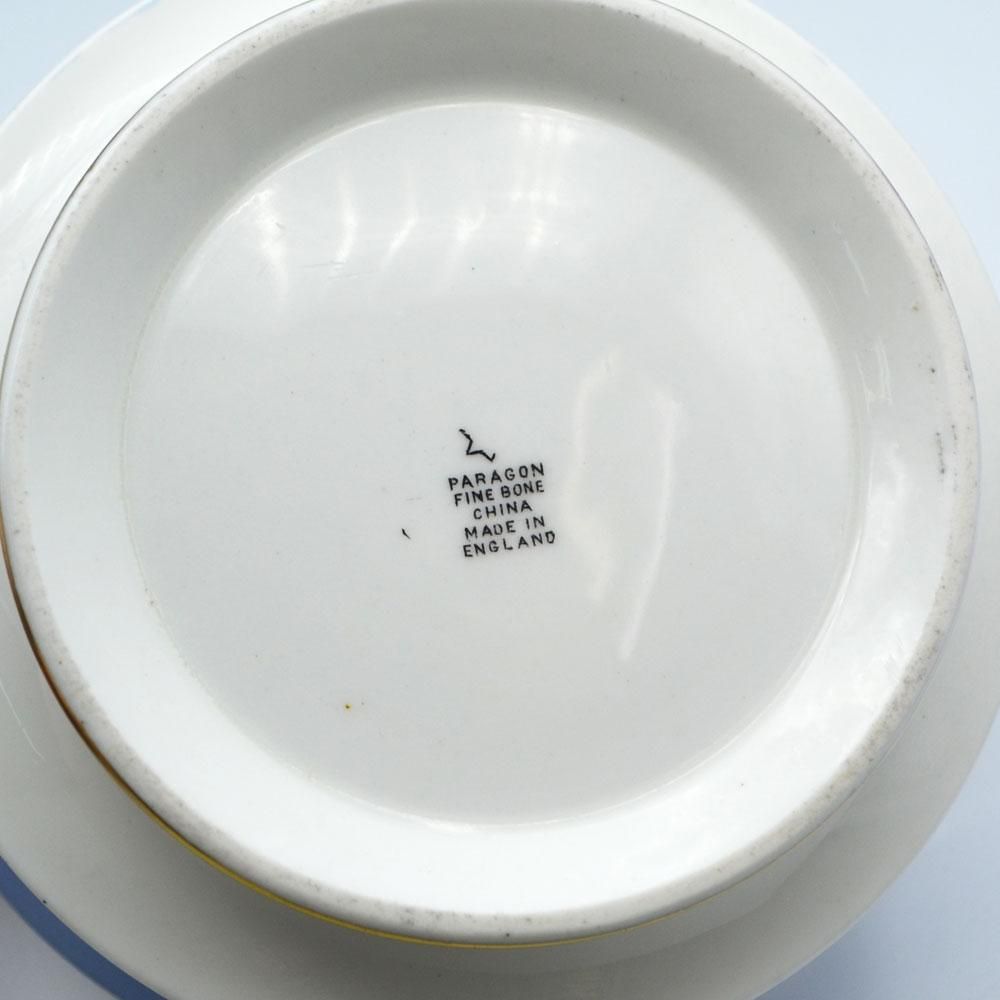 PARAGON
FINE BONE
CHINA
MADE IN
ENGLAND